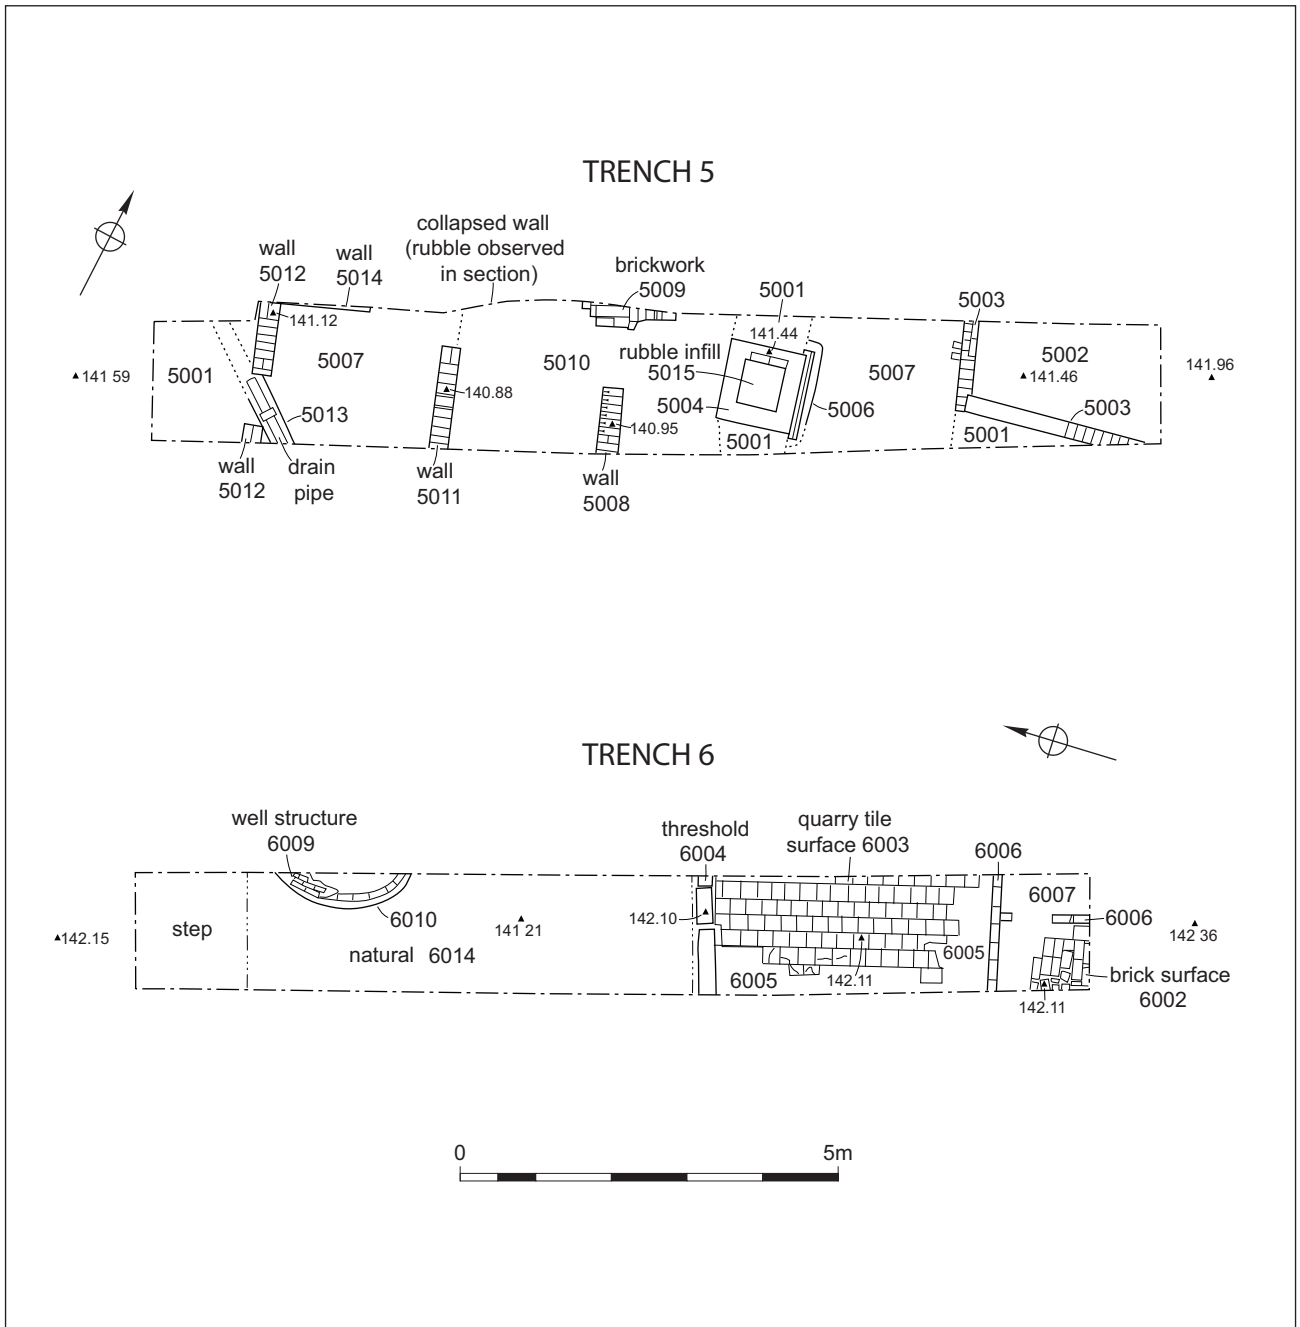 TRENCH 5
collapsed wall
(rubble observed
in section)
wall
5012
wall
5014
brickwork
5009
5001
5003
141.12
141.44
5007
5010
rubble infill
5015
5007
5002
141.96
141 59
5001
140.88
141.46
5013
5004
5006
5003
140.95
5001
5001
wall
5012
drain
pipe
wall
5011
wall
5008
TRENCH 6
well structure
6009
threshold
6004
quarry tile
surface 6003
6006
6007
6010
142.10
6006
step
141 21
142 36
142.15
natural 6014
6005
6005
142.11
brick surface
6002
142.11
0
5m